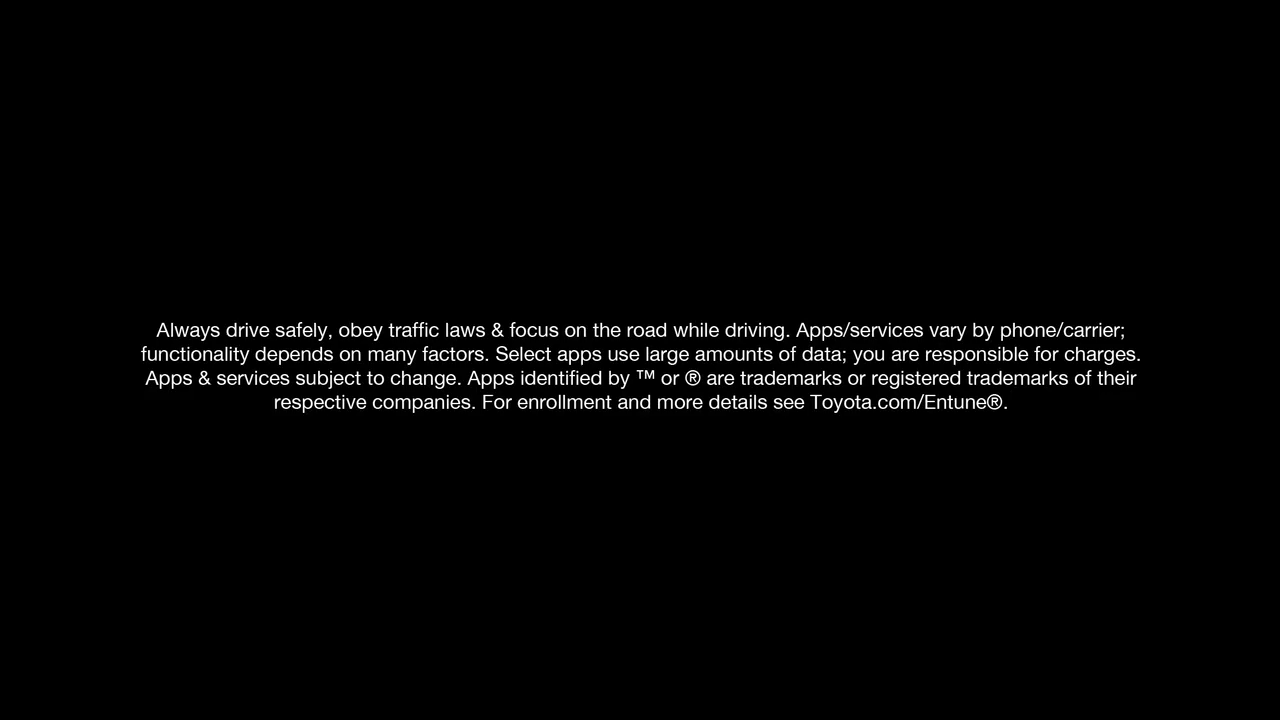 Always drive safely, obey traffic laws & focus on the road while driving. Apps/services vary by phone/carrier;
functionality depends on many factors. Select apps use large amounts of data; you are responsible for charges.
Apps & services subject to change. Apps identified by ™ or ® are trademarks or registered trademarks of their
respective companies. For enrollment and more details see Toyota.com/Entune®.